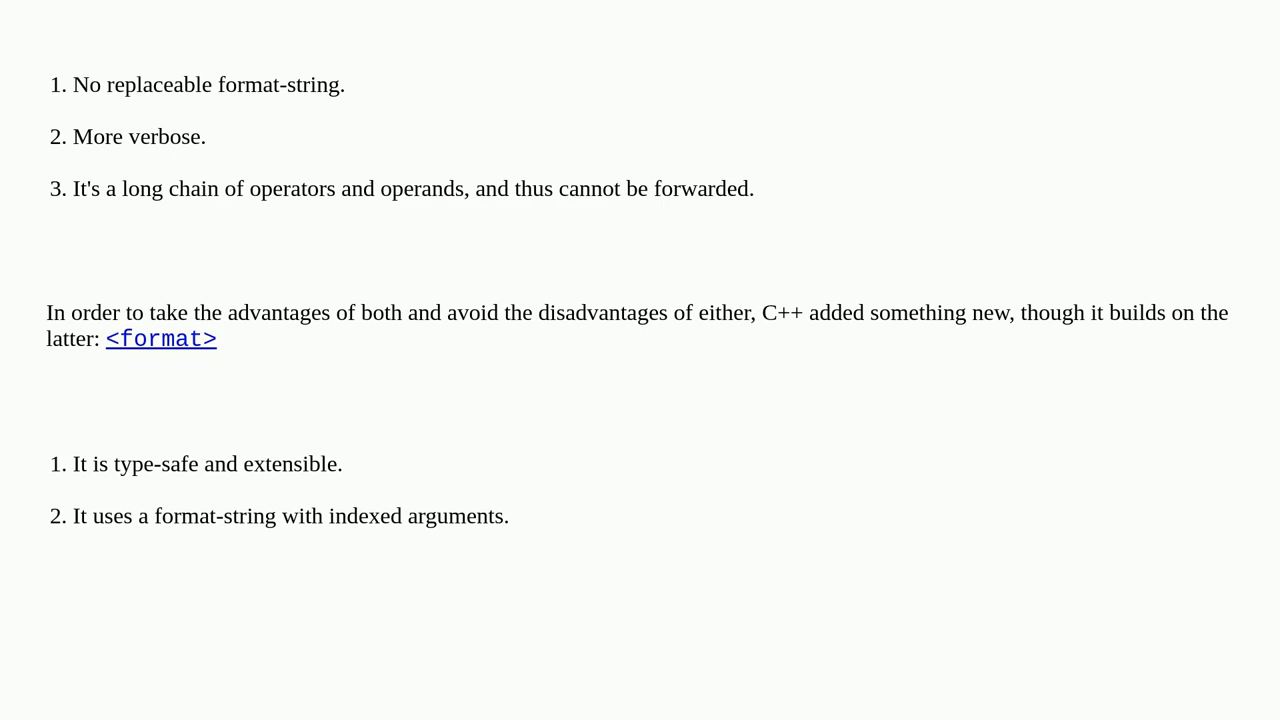 1. No replaceable format-string.
2. More verbose.
3. It's a long chain of operators and operands, and thus cannot be forwarded.
In order to take the advantages of both and avoid the disadvantages of either, C++ added something new, though it builds on the
latter: <format>
1. It is type-safe and extensible.
2. It uses a format-string with indexed arguments.